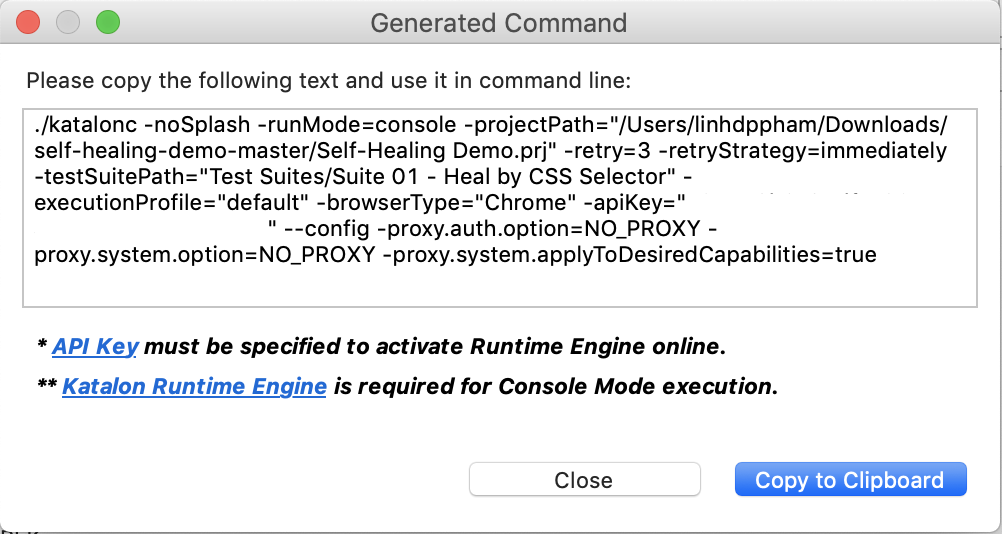 Generated Command
Please copy the following text and use it in command line:
./katalonc -noSplash -runMode=console -projectPath="/Users/linhdppham/Downloads/
self-healing-demo-master/Self-Healing Demo.prj" -retry=3 -retryStrategy=immediately
-testSuitePath="Test Suites/Suite 01 - Heal by CSS Selector" -
executionProfile="default" -browserType="Chrome" -apiKey="
" --config -proxy.auth.option=NO_PROXY -
proxy.system.option=NO_PROXY -proxy.system.applyToDesiredCapabilities=true
* API Key must be specified to activate Runtime Engine online.
** Katalon Runtime Engine is required for Console Mode execution.
Close
Copy to Clipboard